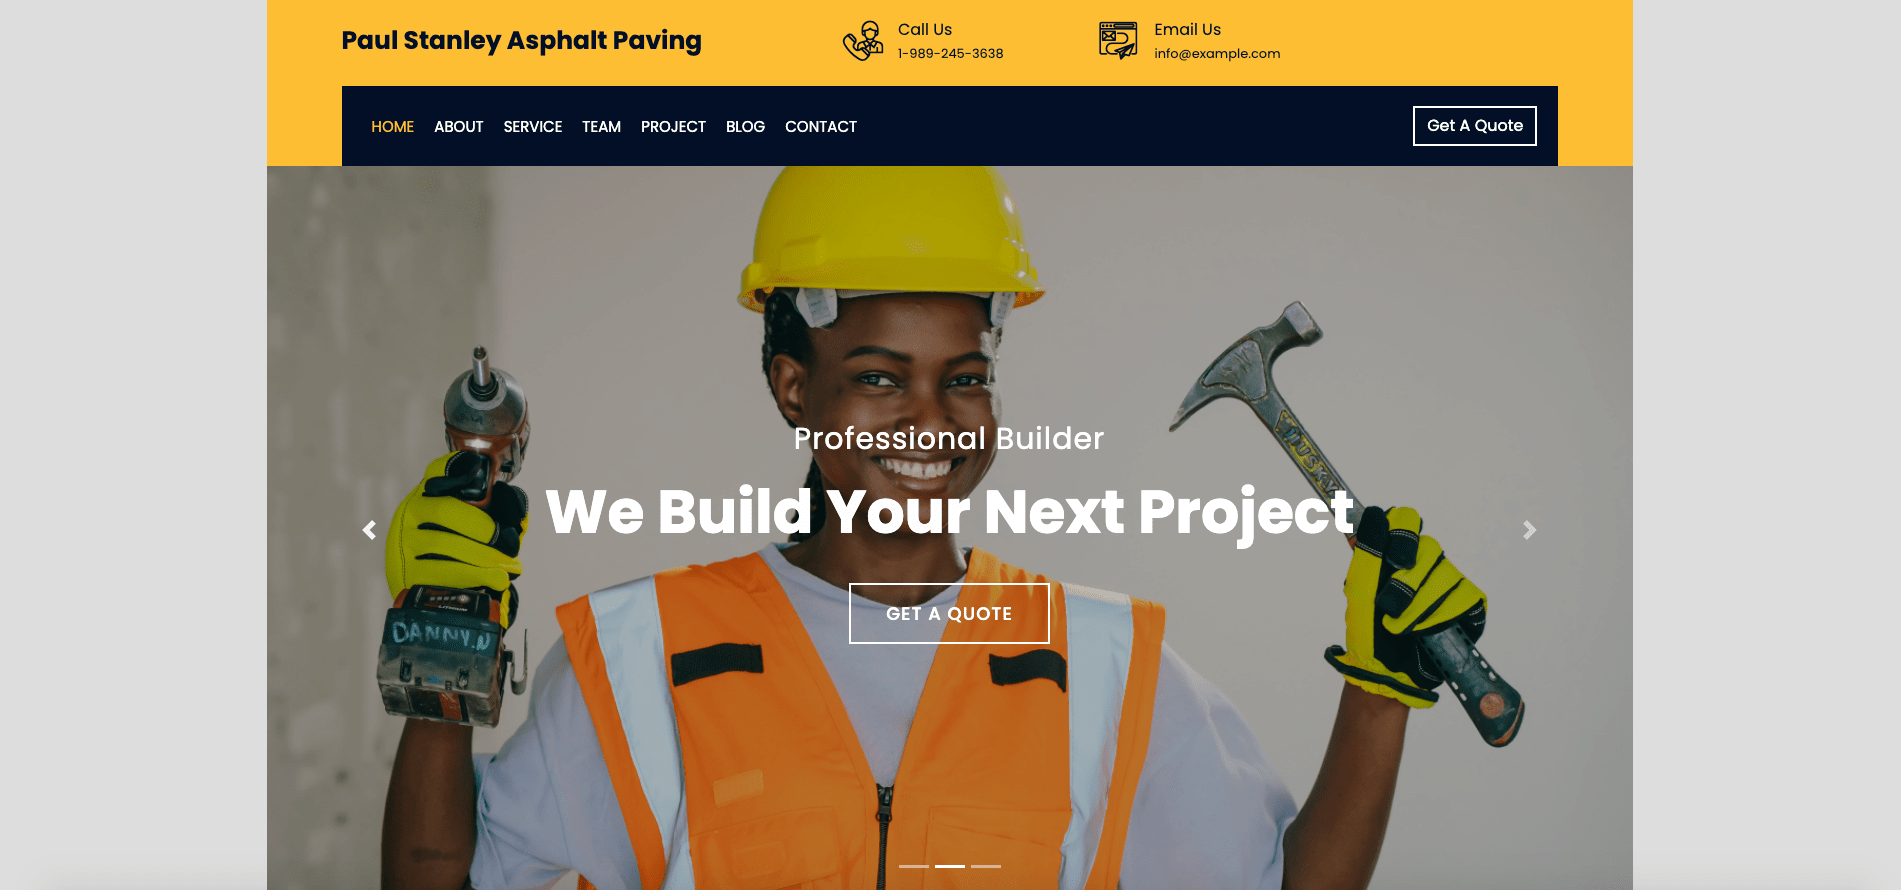 Paul Stanley Asphalt Paving
Call Us
1-989-245-3638
Email Us
info@example.com
HOME ABOUT SERVICE TEAM PROJECT BLOG CONTACT
Get A Quote
Professional Builder
We Build Your Next Project
GET A QUOTE
HUSKY
DANNY.N